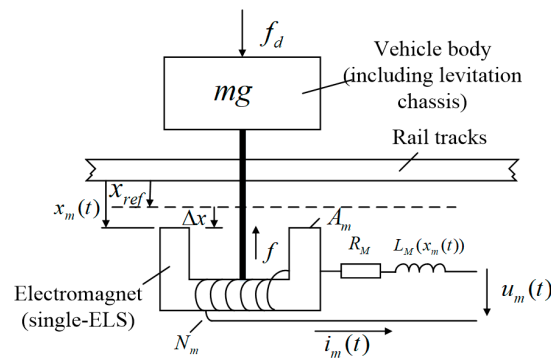 f_d
Vehicle body
(including levitation
chassis)
mg
Rail tracks
x_m(t)
x_ref
Δx
A_m
f
R_M
L_M(x_m(t))
Electromagnet
(single-ELS)
N_m
i_m(t)
u_m(t)